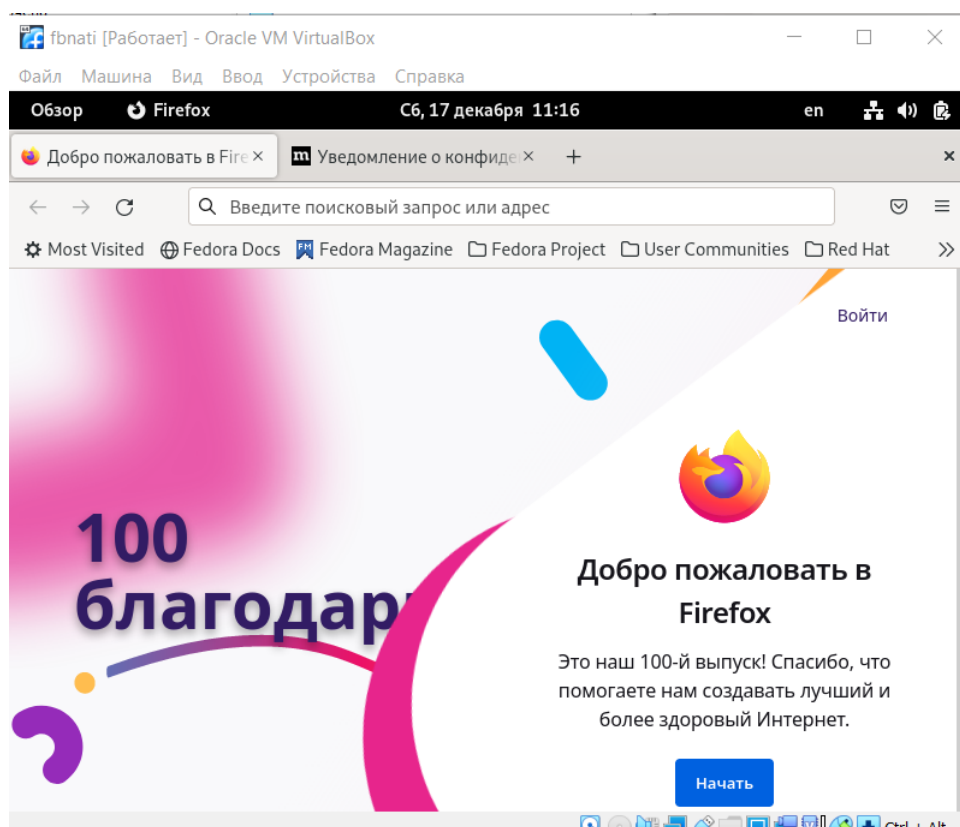 fbnati [Работает] - Oracle VM VirtualBox
Файл Машина Вид Ввод Устройства Справка
Обзор Firefox Сб, 17 декабря 11:16 en
Добро пожаловать в Fire × m Уведомление о конфиде × +
Введите поисковый запрос или адрес
Most Visited Fedora Docs FM Fedora Magazine Fedora Project User Communities Red Hat
Войти
100
благодар
Добро пожаловать в
Firefox
Это наш 100-й выпуск! Спасибо, что
помогаете нам создавать лучший и
более здоровый Интернет.
Начать
Ctrl + Alt